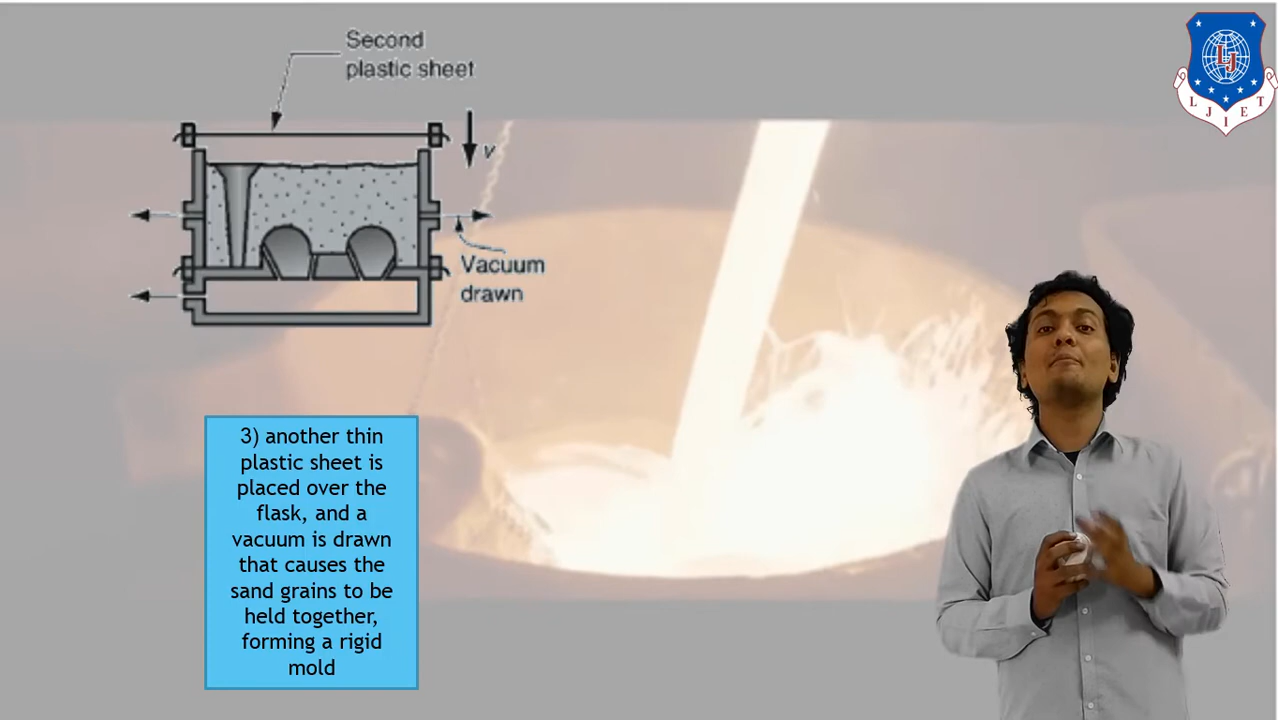 Second
plastic sheet
v
Vacuum
drawn
3) another thin
plastic sheet is
placed over the
flask, and a
vacuum is drawn
that causes the
sand grains to be
held together,
forming a rigid
mold
LJ
L J I E T